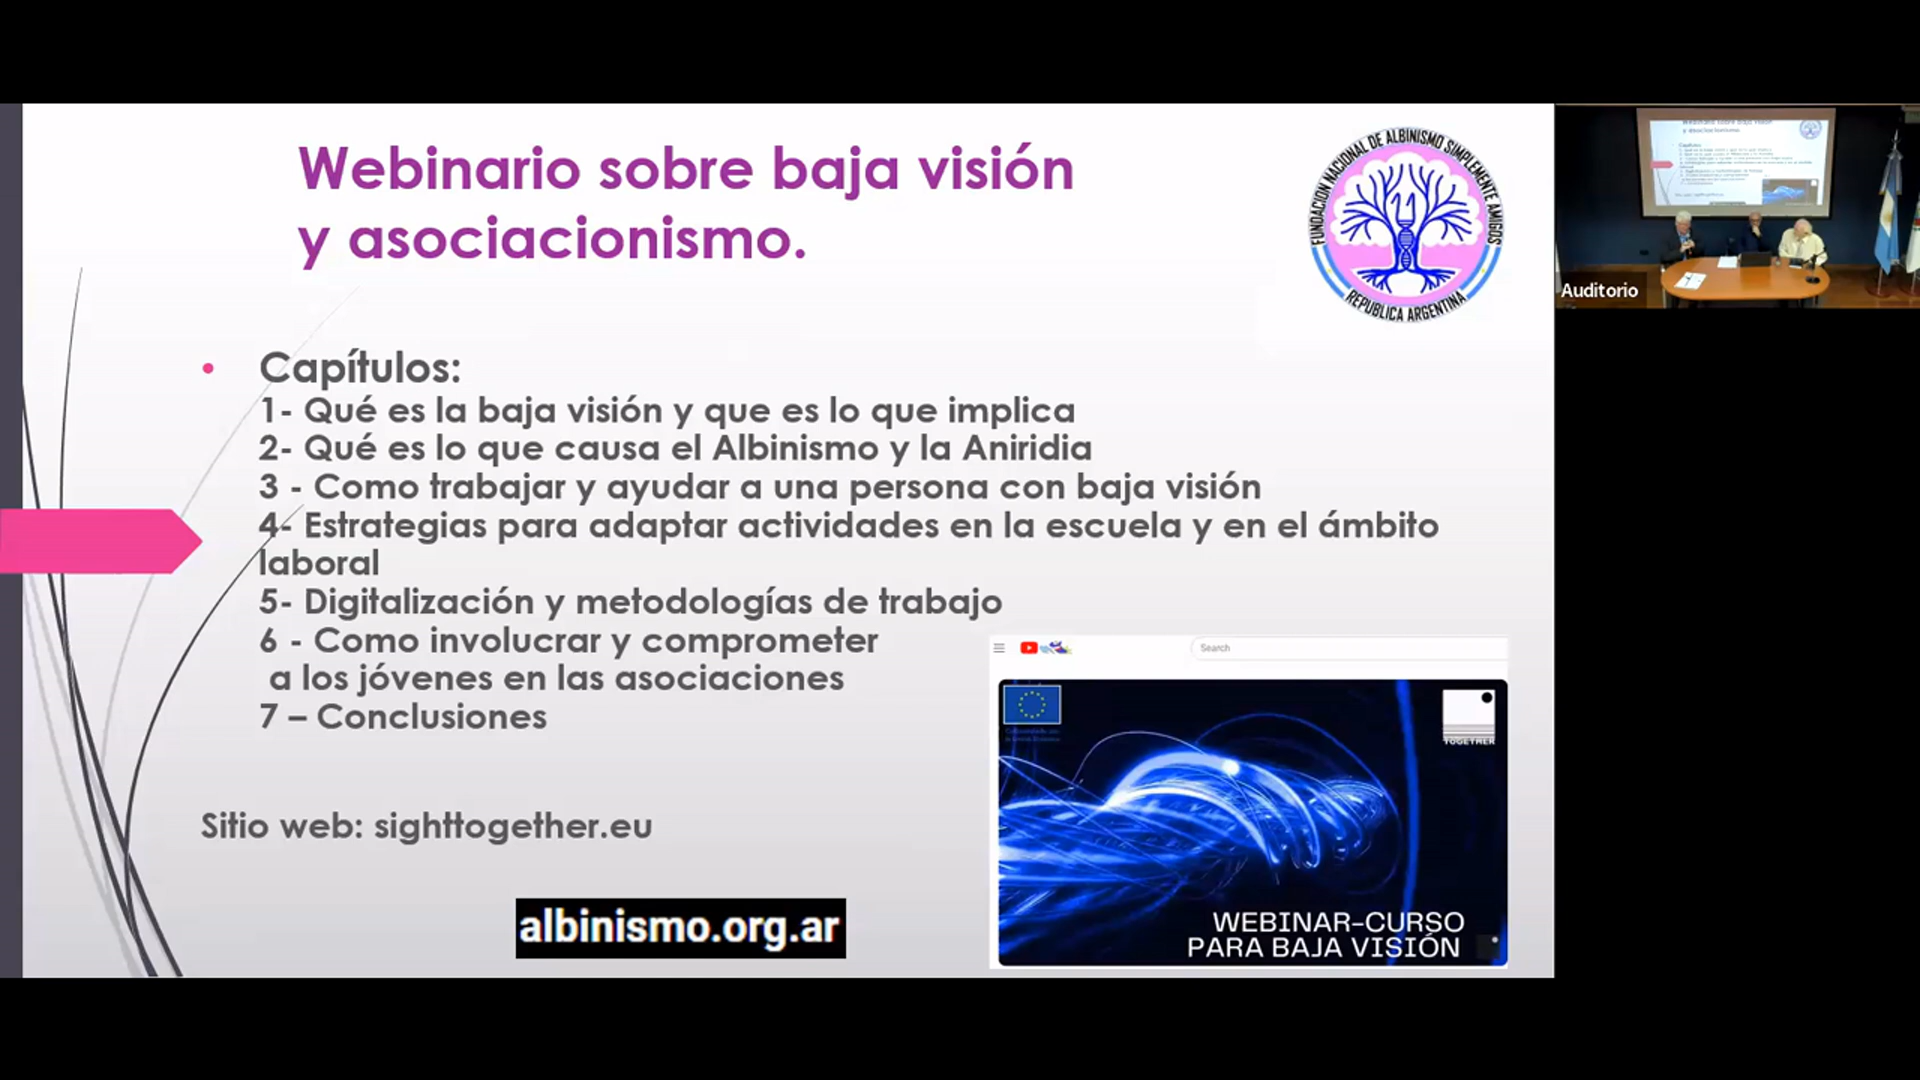 Webinario sobre baja visión
y asociacionismo.
FUNDACION NACIONAL DE ALBINISMO SIMPLEMENTE AMIGOS
REPUBLICA ARGENTINA
Auditorio
• Capítulos:
1- Qué es la baja visión y que es lo que implica
2- Qué es lo que causa el Albinismo y la Aniridia
3 - Como trabajar y ayudar a una persona con baja visión
4- Estrategias para adaptar actividades en la escuela y en el ámbito
laboral
5- Digitalización y metodologías de trabajo
6 - Como involucrar y comprometer
a los jóvenes en las asociaciones
7 – Conclusiones
Search
TOGETHER
WEBINAR-CURSO
PARA BAJA VISIÓN
Sitio web: sighttogether.eu
albinismo.org.ar